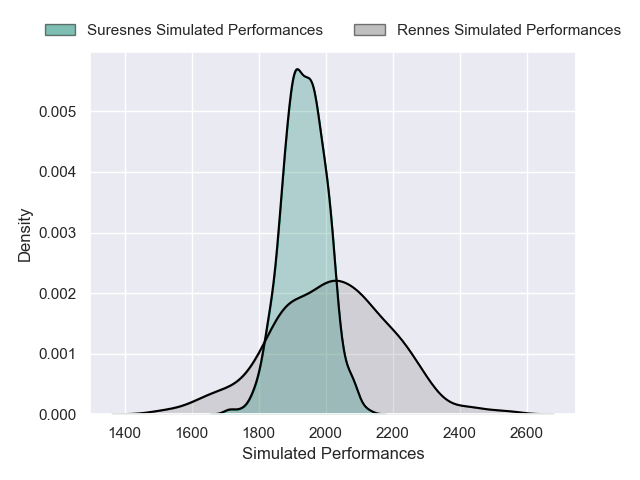 Suresnes Simulated Performances Rennes Simulated Performances
0.005
0.004
0.003
0.002
0.001
0.000
Density
1400 1600 1800 2000 2200 2400 2600
Simulated Performances